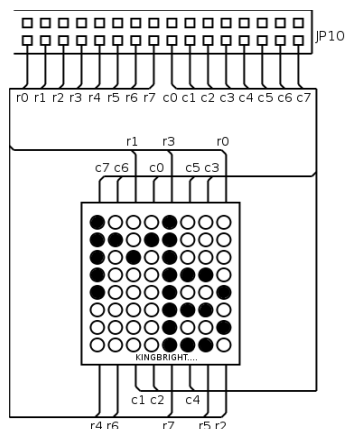 JP10
r0 r1 r2 r3 r4 r5 r6 r7 c0 c1 c2 c3 c4 c5 c6 c7
r1 r3 r0
c7 c6 c0 c5 c3
MB
KINGBRIGHT....
c1 c2 c4
r4 r6 r7 r5 r2